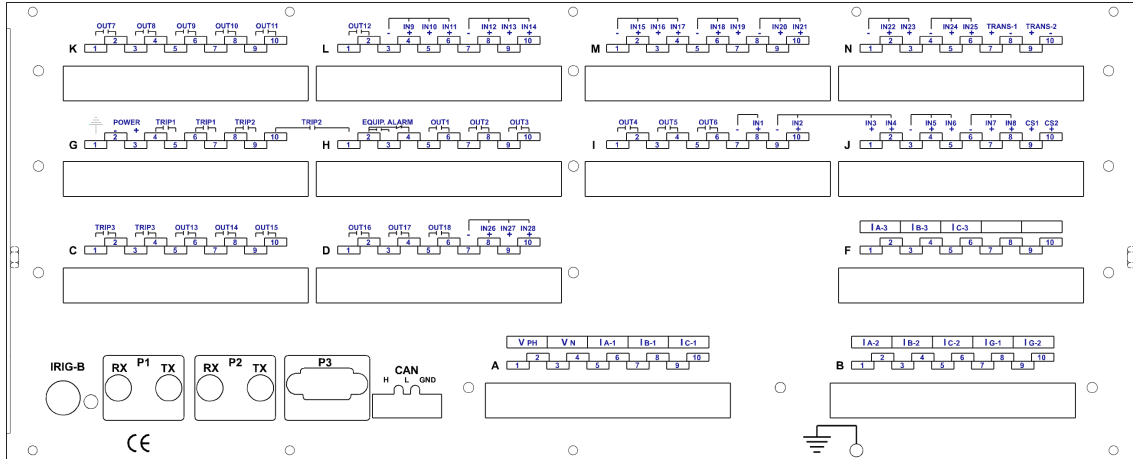 OUT7 OUT8 OUT9 OUT10 OUT11
K 1 2 3 4 5 6 7 8 9 10
OUT12 IN9 IN10 IN11 IN12 IN13 IN14
- + + + - + + +
L 1 2 3 4 5 6 7 8 9 10
IN15 IN16 IN17 IN18 IN19 IN20 IN21
- + + + - + + - + +
M 1 2 3 4 5 6 7 8 9 10
IN22 IN23 IN24 IN25 TRANS-1 TRANS-2
- + + - + + + - + -
N 1 2 3 4 5 6 7 8 9 10
POWER TRIP1 TRIP1 TRIP2 TRIP2
- +
G 1 2 3 4 5 6 7 8 9 10
EQUIP. ALARM OUT1 OUT2 OUT3
H 1 2 3 4 5 6 7 8 9 10
OUT4 OUT5 OUT6 IN1 IN2
- + - +
I 1 2 3 4 5 6 7 8 9 10
IN3 IN4 IN5 IN6 IN7 IN8 CS1 CS2
+ + - + + - + + + +
J 1 2 3 4 5 6 7 8 9 10
TRIP3 TRIP3 OUT13 OUT14 OUT15
C 1 2 3 4 5 6 7 8 9 10
OUT16 OUT17 OUT18 IN26 IN27 IN28
- + + +
D 1 2 3 4 5 6 7 8 9 10
I A-3 I B-3 I C-3
F 1 2 3 4 5 6 7 8 9 10
V PH V N I A-1 I B-1 I C-1
A 1 2 3 4 5 6 7 8 9 10
I A-2 I B-2 I C-2 I G-1 I G-2
B 1 2 3 4 5 6 7 8 9 10
IRIG-B
P1
RX TX
P2
RX TX
P3
CAN
H L GND
CE